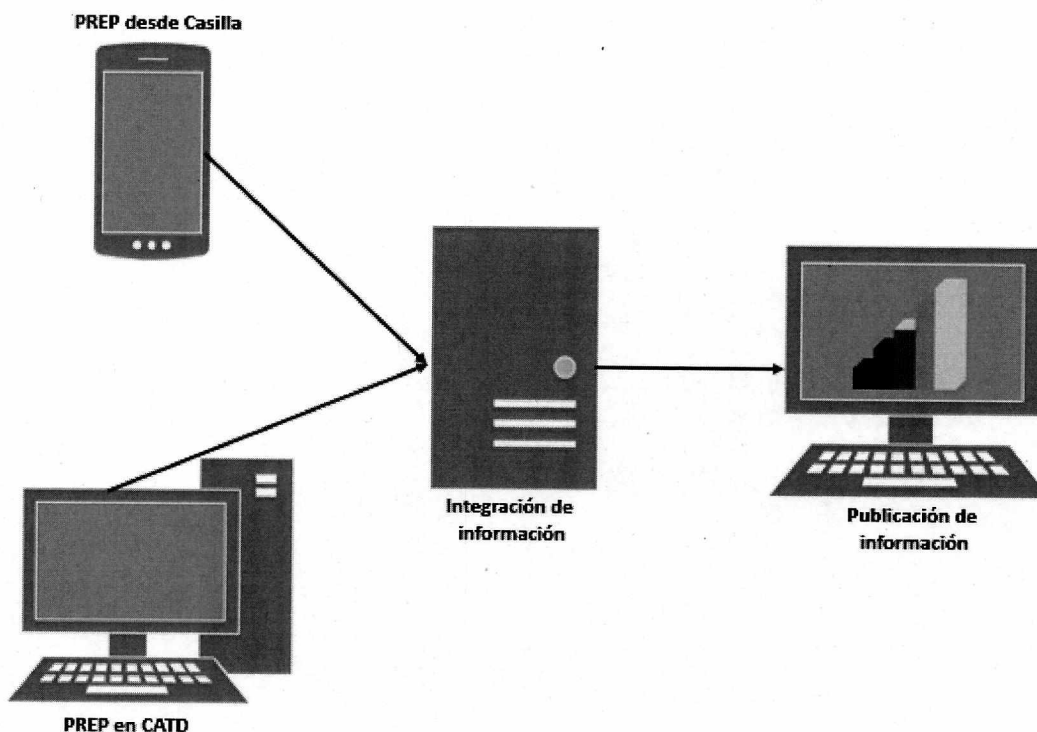 PREP desde Casilla
Integración de
información
Publicación de
información
PREP en CATD